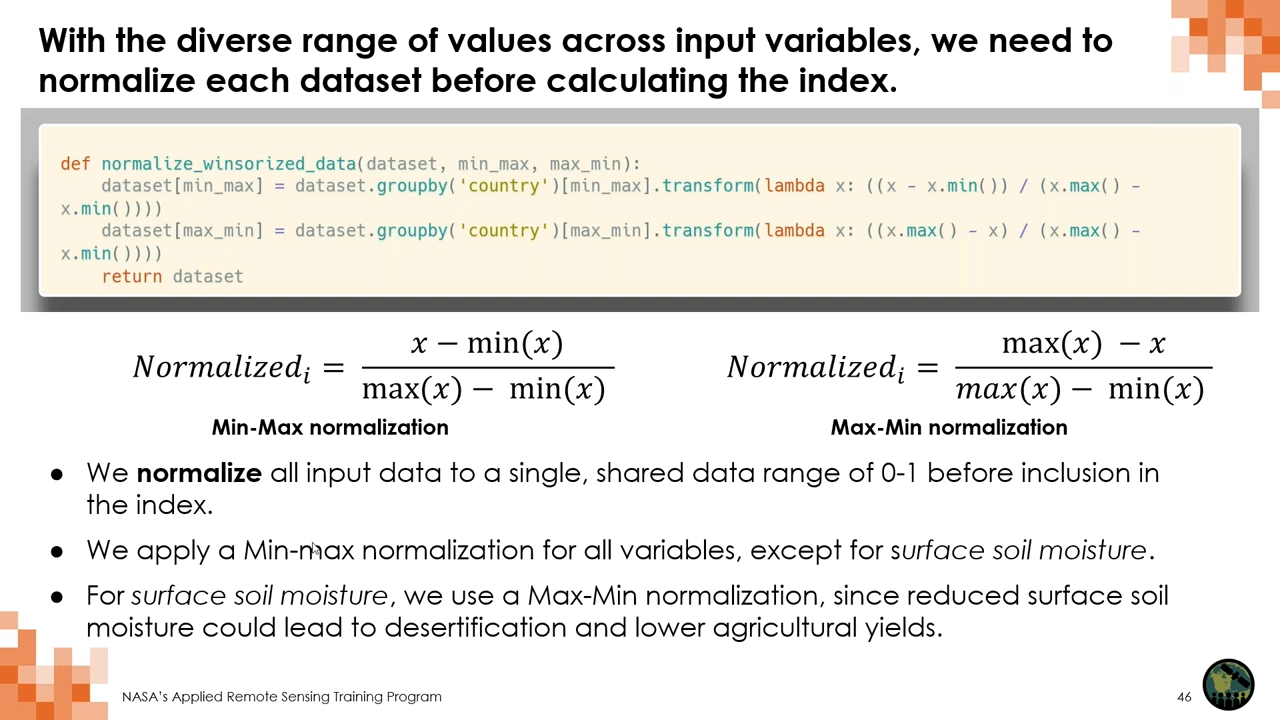 With the diverse range of values across input variables, we need to
normalize each dataset before calculating the index.
def normalize_winsorized_data(dataset, min_max, max_min):
    dataset[min_max] = dataset.groupby('country')[min_max].transform(lambda x: ((x - x.min()) / (x.max() -
x.min())))
    dataset[max_min] = dataset.groupby('country')[max_min].transform(lambda x: ((x.max() - x) / (x.max() -
x.min())))
    return dataset
Normalized_i = (x − min(x)) / (max(x) − min(x))
Min-Max normalization
Normalized_i = (max(x) − x) / (max(x) − min(x))
Max-Min normalization
● We normalize all input data to a single, shared data range of 0-1 before inclusion in
the index.
● We apply a Min-max normalization for all variables, except for surface soil moisture.
● For surface soil moisture, we use a Max-Min normalization, since reduced surface soil
moisture could lead to desertification and lower agricultural yields.
NASA's Applied Remote Sensing Training Program
46